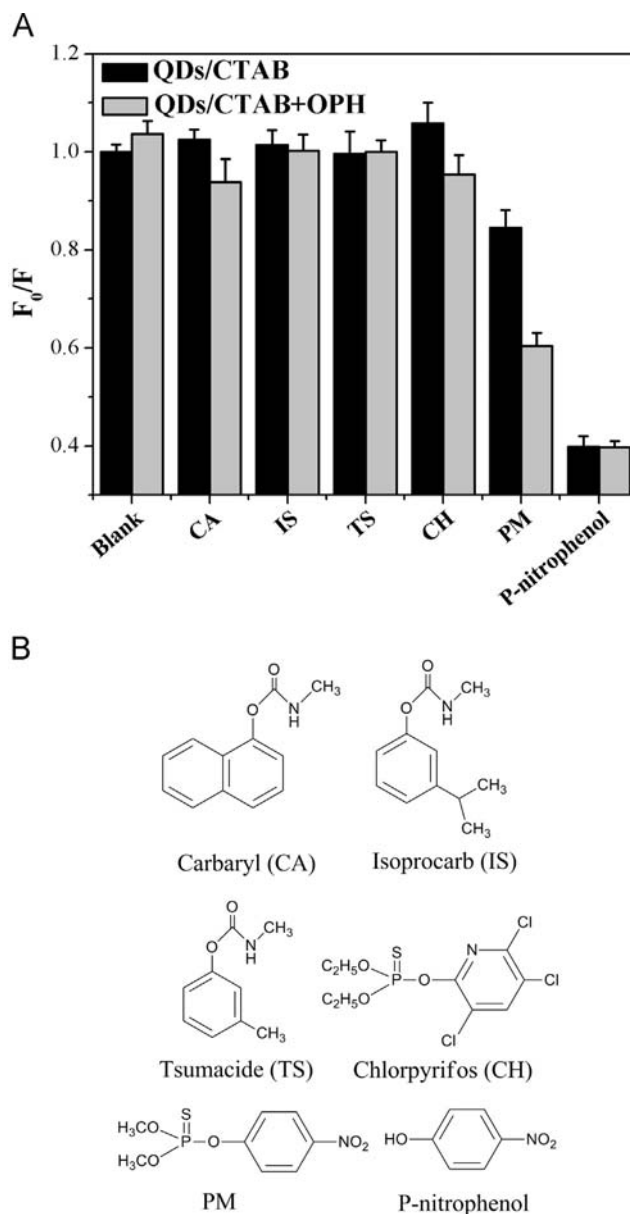 A
1.2
QDs/CTAB
QDs/CTAB+OPH
1.0
0.8
0.6
0.4
F0/F
Blank
CA
IS
TS
CH
PM
P-nitrophenol
B
O
O
N
H
CH3
O
O
N
H
CH3
CH3
CH3
Carbaryl (CA)
Isoprocarb (IS)
O
O
N
H
CH3
CH3
S
C2H5O
P
O
C2H5O
N
Cl
Cl
Cl
Tsumacide (TS)
Chlorpyrifos (CH)
S
H3CO
P
O
H3CO
NO2
HO
NO2
PM
P-nitrophenol